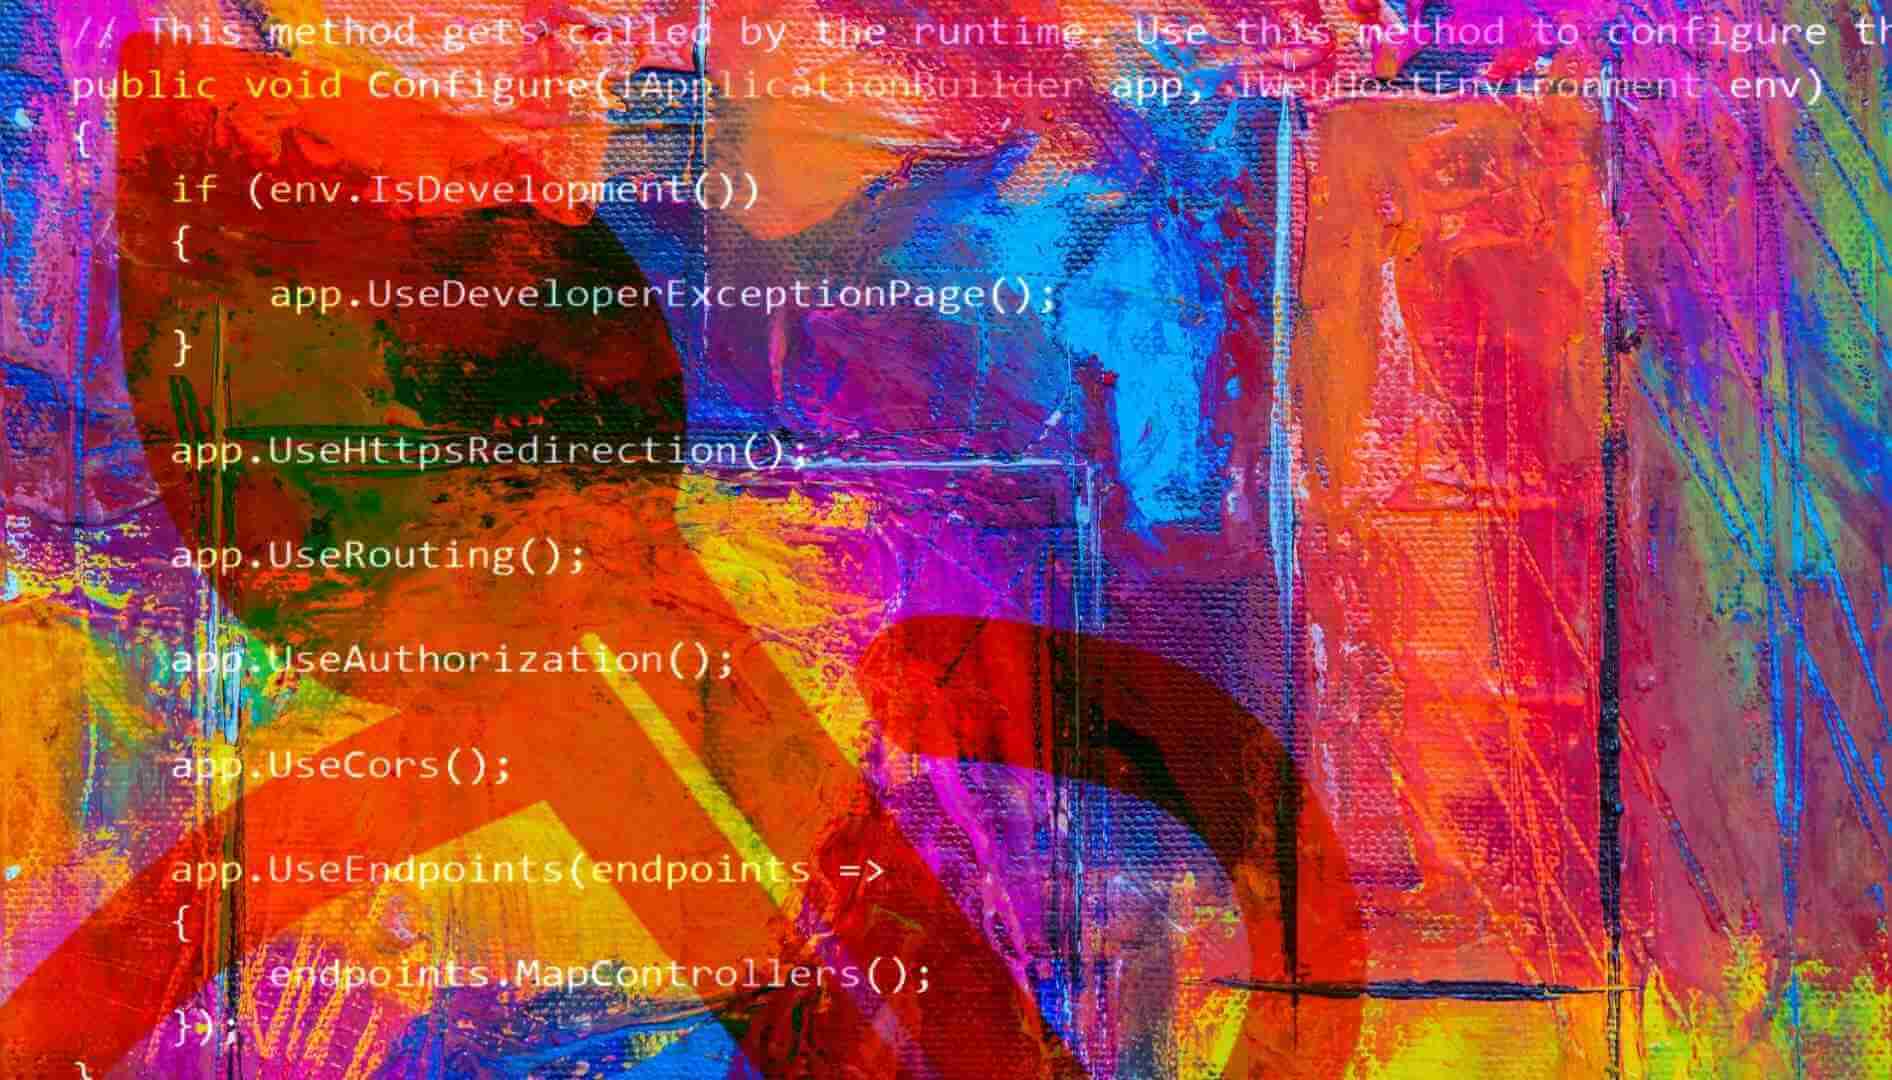 // This method gets called by the runtime. Use this method to configure th
public void Configure(IApplicationBuilder app, IWebHostEnvironment env)
{
if (env.IsDevelopment())
{
app.UseDeveloperExceptionPage();
}
app.UseHttpsRedirection();
app.UseRouting();
app.UseAuthorization();
app.UseCors();
app.UseEndpoints(endpoints =>
{
endpoints.MapControllers();
});
}